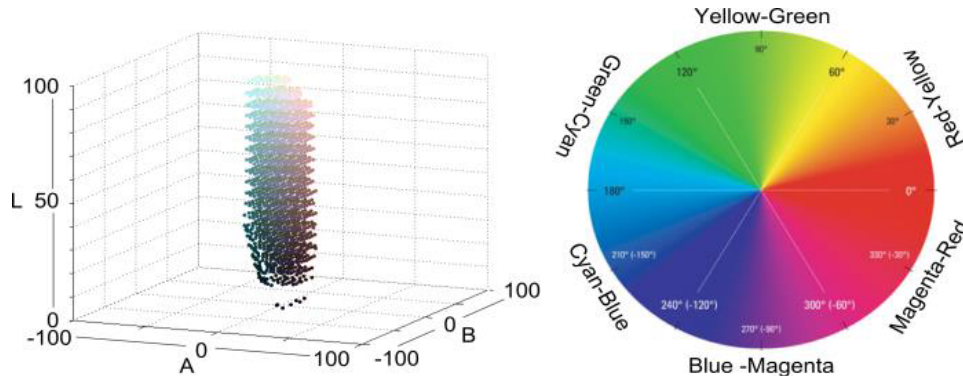 100
50
0
L
-100
0
100
A
-100
0
100
B
Yellow-Green
Red-Yellow
Magenta-Red
Blue -Magenta
Cyan-Blue
Green-Cyan
90°
60°
30°
0°
330° (-30°)
300° (-60°)
270° (-90°)
240° (-120°)
210° (-150°)
180°
150°
120°